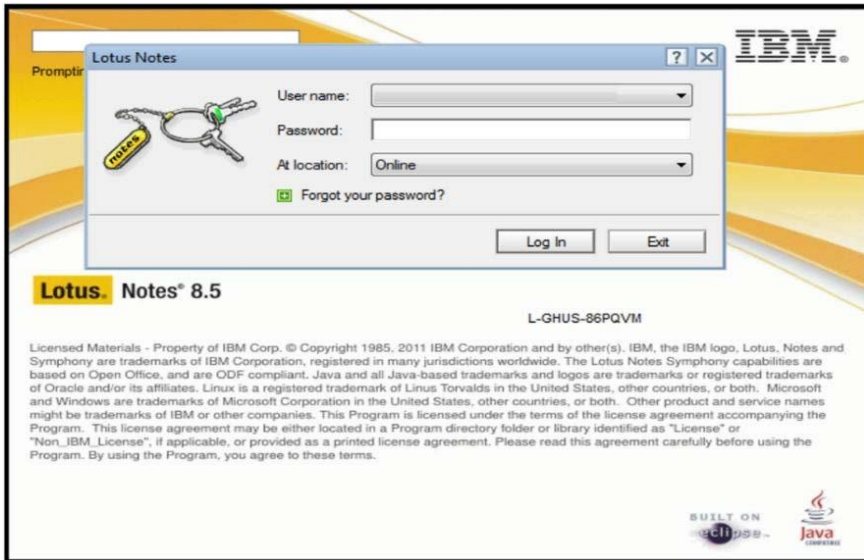 IBM®
Promptin
Lotus Notes
User name:
Password:
At location: Online
Forgot your password?
Log In Exit
notes
Lotus. Notes® 8.5
L-GHUS-86PQVM
Licensed Materials - Property of IBM Corp. © Copyright 1985, 2011 IBM Corporation and by other(s). IBM, the IBM logo, Lotus, Notes and
Symphony are trademarks of IBM Corporation, registered in many jurisdictions worldwide. The Lotus Notes Symphony capabilities are
based on Open Office, and are ODF compliant. Java and all Java-based trademarks and logos are trademarks or registered trademarks
of Oracle and/or its affiliates. Linux is a registered trademark of Linus Torvalds in the United States, other countries, or both. Microsoft
and Windows are trademarks of Microsoft Corporation in the United States, other countries, or both. Other product and service names
might be trademarks of IBM or other companies. This Program is licensed under the terms of the license agreement accompanying the
Program. This license agreement may be either located in a Program directory folder or library identified as "License" or
"Non_IBM_License", if applicable, or provided as a printed license agreement. Please read this agreement carefully before using the
Program. By using the Program, you agree to these terms.
BUILT ON
eclipse™
Java
COMPATIBLE